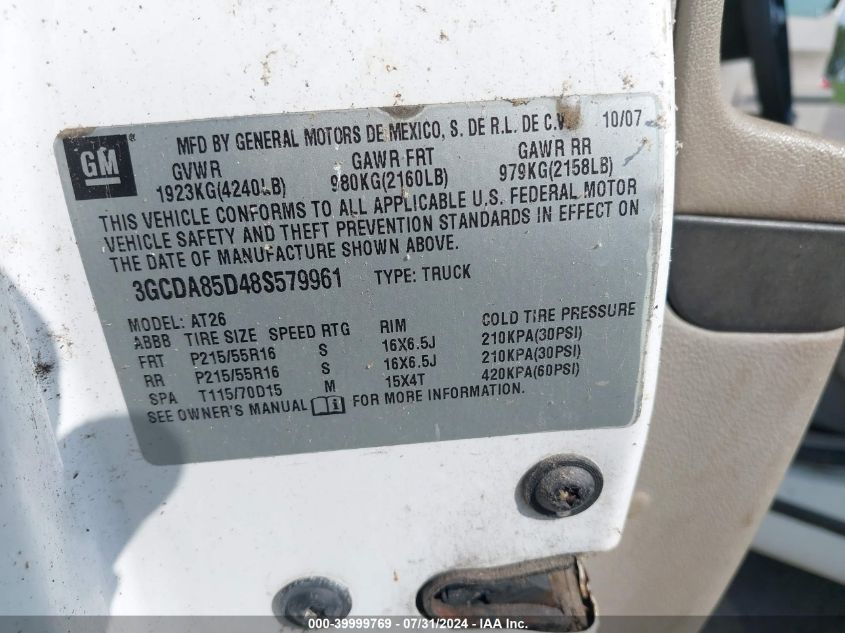 GM
MFD BY GENERAL MOTORS DE MEXICO, S. DE R.L. DE C.V. 10/07
GVWR GAWR FRT GAWR RR
1923KG(4240LB) 980KG(2160LB) 979KG(2158LB)
THIS VEHICLE CONFORMS TO ALL APPLICABLE U.S. FEDERAL MOTOR
VEHICLE SAFETY AND THEFT PREVENTION STANDARDS IN EFFECT ON
THE DATE OF MANUFACTURE SHOWN ABOVE.
3GCDA85D48S579961 TYPE: TRUCK
MODEL: AT26
ABBB TIRE SIZE SPEED RTG RIM COLD TIRE PRESSURE
FRT P215/55R16 S 16X6.5J 210KPA(30PSI)
RR P215/55R16 S 16X6.5J 210KPA(30PSI)
SPA T115/70D15 M 15X4T 420KPA(60PSI)
SEE OWNER'S MANUAL FOR MORE INFORMATION.
000-39999769 - 07/31/2024 - IAA Inc.